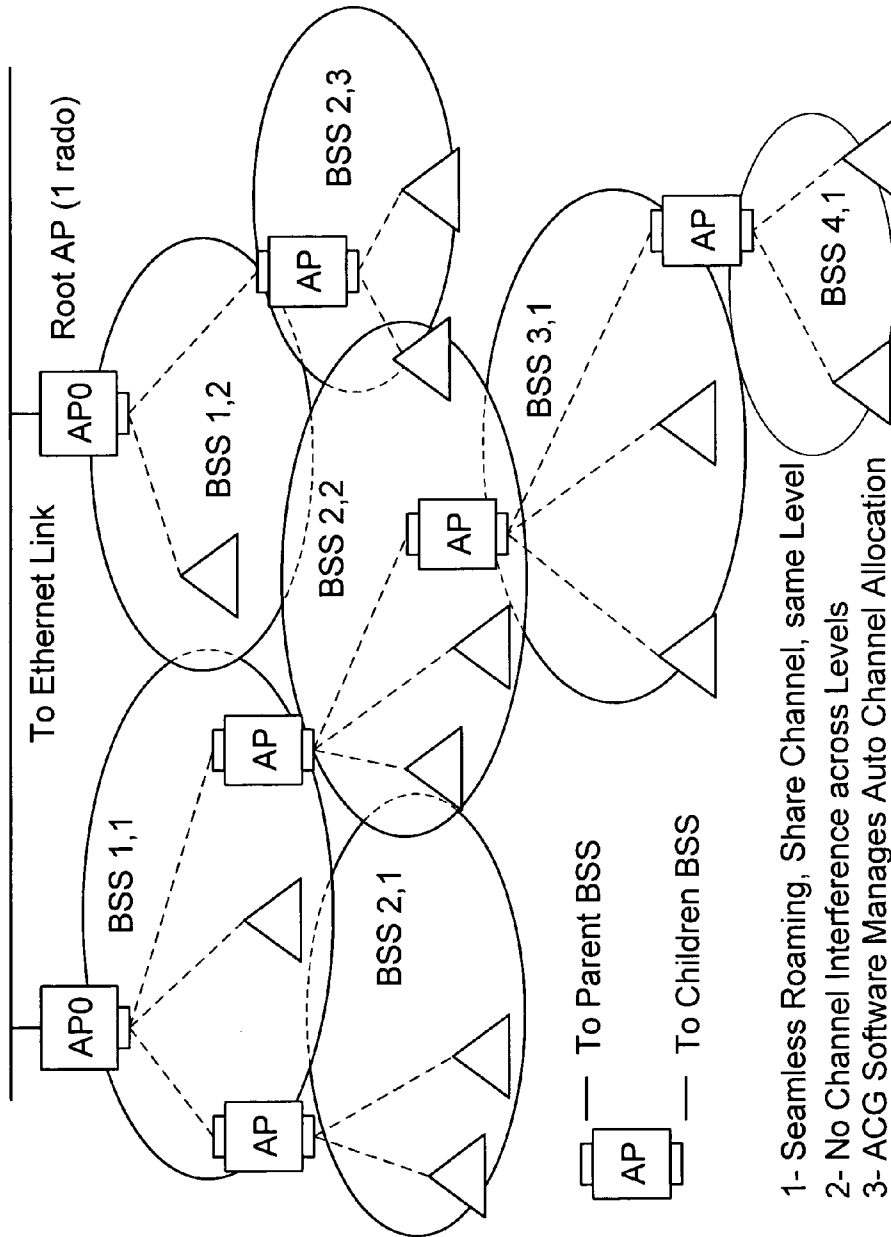 To Ethernet Link
Root AP (1 rado)
AP0
AP0
BSS 1,1
BSS 1,2
AP
AP
AP
BSS 2,1
BSS 2,2
BSS 2,3
AP
BSS 3,1
AP
BSS 4,1
AP
To Parent BSS
To Children BSS
1- Seamless Roaming, Share Channel, same Level
2- No Channel Interference across Levels
3- ACG Software Manages Auto Channel Allocation